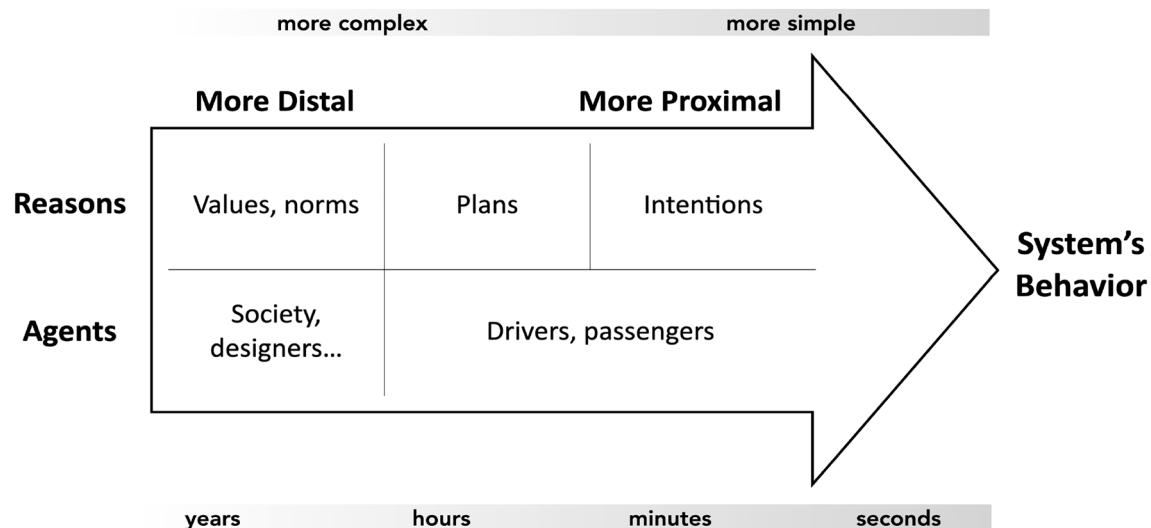 more complex more simple
More Distal More Proximal
Reasons Values, norms Plans Intentions
System's
Behavior
Agents Society,
designers... Drivers, passengers
years hours minutes seconds